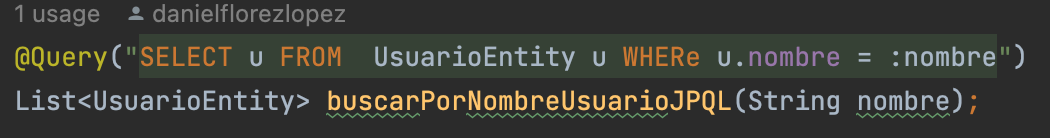 1 usage danielflorezlopez
@Query("SELECT u FROM  UsuarioEntity u WHERe u.nombre = :nombre")
List<UsuarioEntity> buscarPorNombreUsuarioJPQL(String nombre);